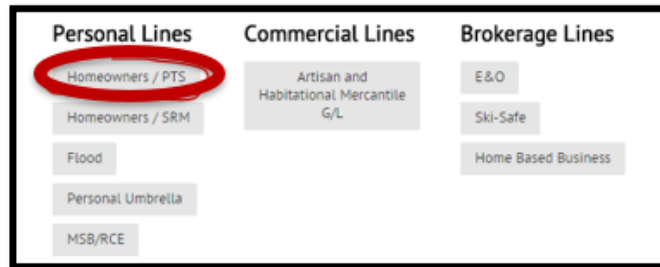 Personal Lines
Homeowners / PTS
Homeowners / SRM
Flood
Personal Umbrella
MSB/RCE
Commercial Lines
Artisan and
Habitational Mercantile
G/L
Brokerage Lines
E&O
Ski-Safe
Home Based Business